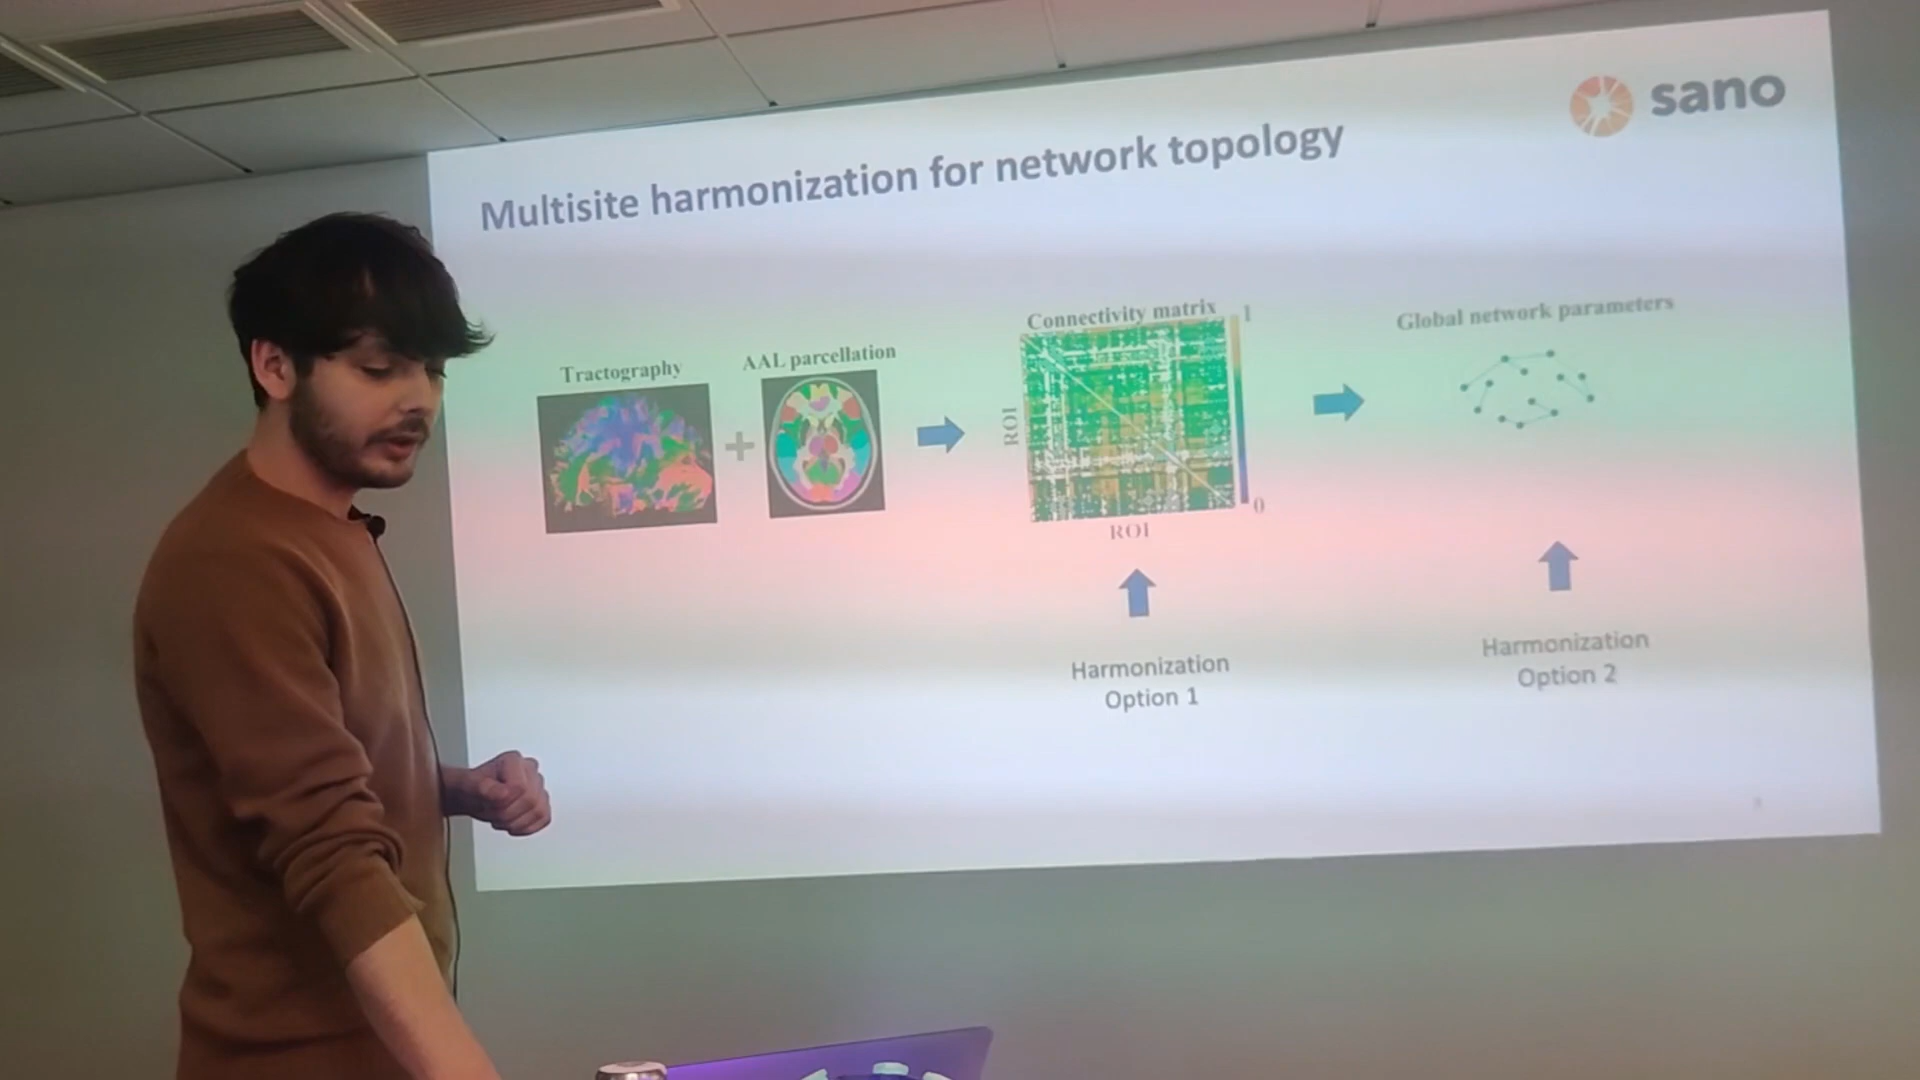 sano
Multisite harmonization for network topology
Tractography
AAL parcellation
Connectivity matrix
1
ROI
0
ROI
Global network parameters
Harmonization
Option 1
Harmonization
Option 2